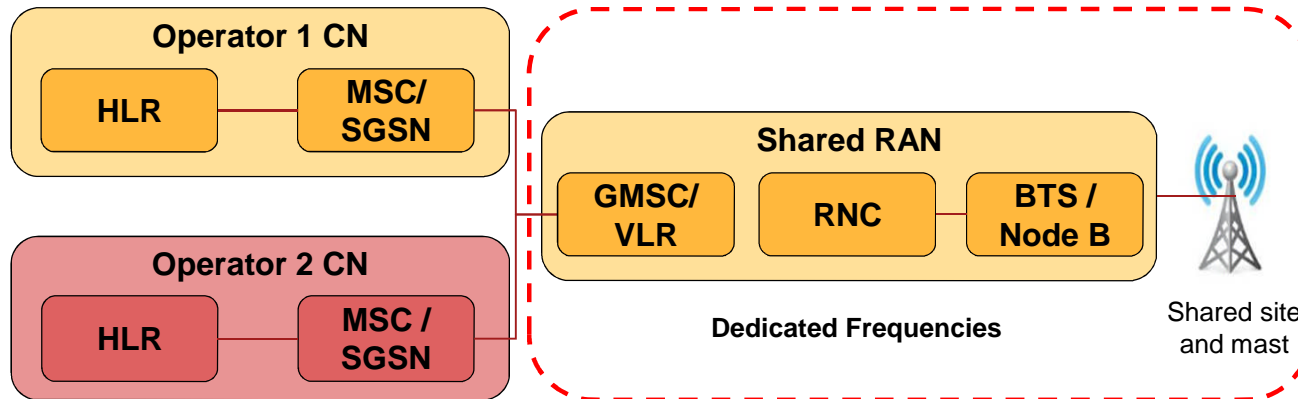 Operator 1 CN
HLR
MSC/
SGSN
Shared RAN
GMSC/
VLR
RNC
BTS /
Node B
Operator 2 CN
HLR
MSC /
SGSN
Dedicated Frequencies
Shared site
and mast